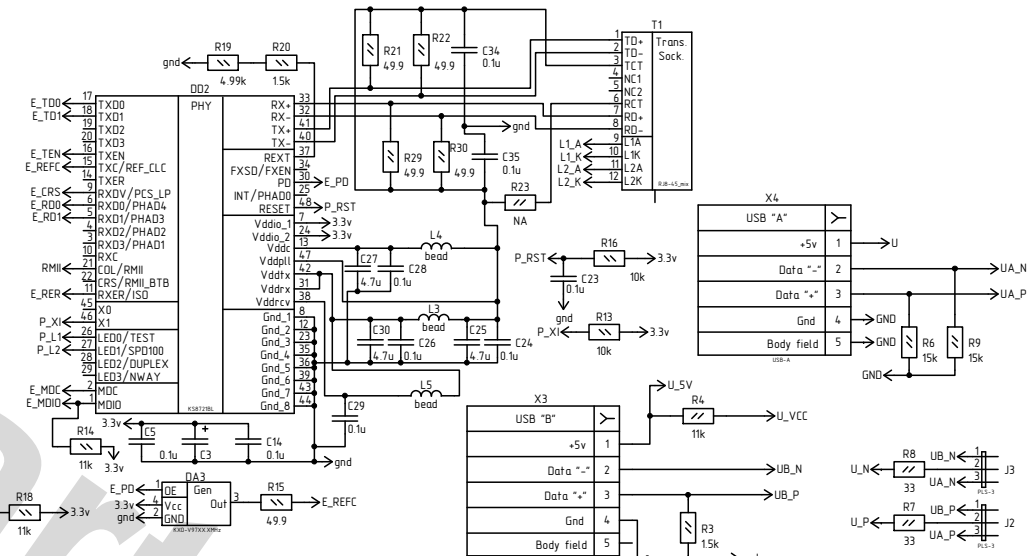 T1
1 TD+ Trans.
2 TD- Sock.
3 TCT
4 NC1
5 NC2
6 RCT
7 RD+
8 RD-
L1_A 9 L1A
L1_K 10 L1K
L2_A 11 L2A
L2_K 12 L2K
RJB-45_mix
R21
49.9
R22
49.9
C34
0.1u
gnd
R19
4.99k
R20
1.5k
R29
49.9
R30
49.9
C35
0.1u
gnd
R23
NA
DD2
PHY
E_TD0 17 TXD0
E_TD1 18 TXD1
19 TXD2
20 TXD3
E_TEN 16 TXEN
E_REFC 15 TXC/REF_CLC
14 TXER
E_CRS 9 RXDV/PCS_LP
E_RD0 6 RXD0/PHAD4
E_RD1 5 RXD1/PHAD3
4 RXD2/PHAD2
3 RXD3/PHAD1
10 RXC
RMII 21 COL/RMII
22 CRS/RMII_BTB
E_RER 11 RXER/ISO
45 X0
P_XI 46 X1
P_L1 26 LED0/TEST
P_L2 27 LED1/SPD100
28 LED2/DUPLEX
29 LED3/NWAY
E_MDC 2 MDC
E_MDIO 1 MDIO
RX+ 33
RX- 32
TX+ 41
TX- 40
REXT 37
FXSD/FXEN 34
PD 30 E_PD
INT/PHAD0 25
RESET 48 P_RST
Vddio_1 7 3.3v
Vddio_2 24 3.3v
Vddc 13
Vddpll 47
Vddtx 42
Vddrx 31
Vddrcv 38
Gnd_1 8
Gnd_2 12
Gnd_3 23
Gnd_4 35
Gnd_5 36
Gnd_6 39
Gnd_7 43
Gnd_8 44
KS8721BL
L4
bead
C27
4.7u
C28
0.1u
L3
bead
C30
4.7u
C26
0.1u
C25
4.7u
C24
0.1u
L5
bead
C29
0.1u
P_RST
R16
10k
3.3v
C23
0.1u
gnd
P_XI
R13
10k
3.3v
R14
11k
3.3v
3.3v
C5
0.1u
+
C3
0.1u
C14
0.1u
gnd
DA3
E_PD 1 OE Gen
3.3v 4 Vcc
gnd 2 GND
Out 3
R15
49.9
E_REFC
R18
11k
3.3v
X4
USB "A"
+5v 1 U
Data "-" 2 UA_N
Data "+" 3 UA_P
Gnd 4 GND
Body field 5 GND
USB-A
R6
15k
R9
15k
GND
X3
USB "B"
+5v 1
Data "-" 2 UB_N
Data "+" 3 UB_P
Gnd 4
Body field 5
U_5V
R4
11k
U_VCC
R3
1.5k
U_N
R8
33
UB_N 1
2
UA_N 3
J3
PLS-3
U_P
R7
33
UB_P 1
2
UA_P 3
J2
PLS-3